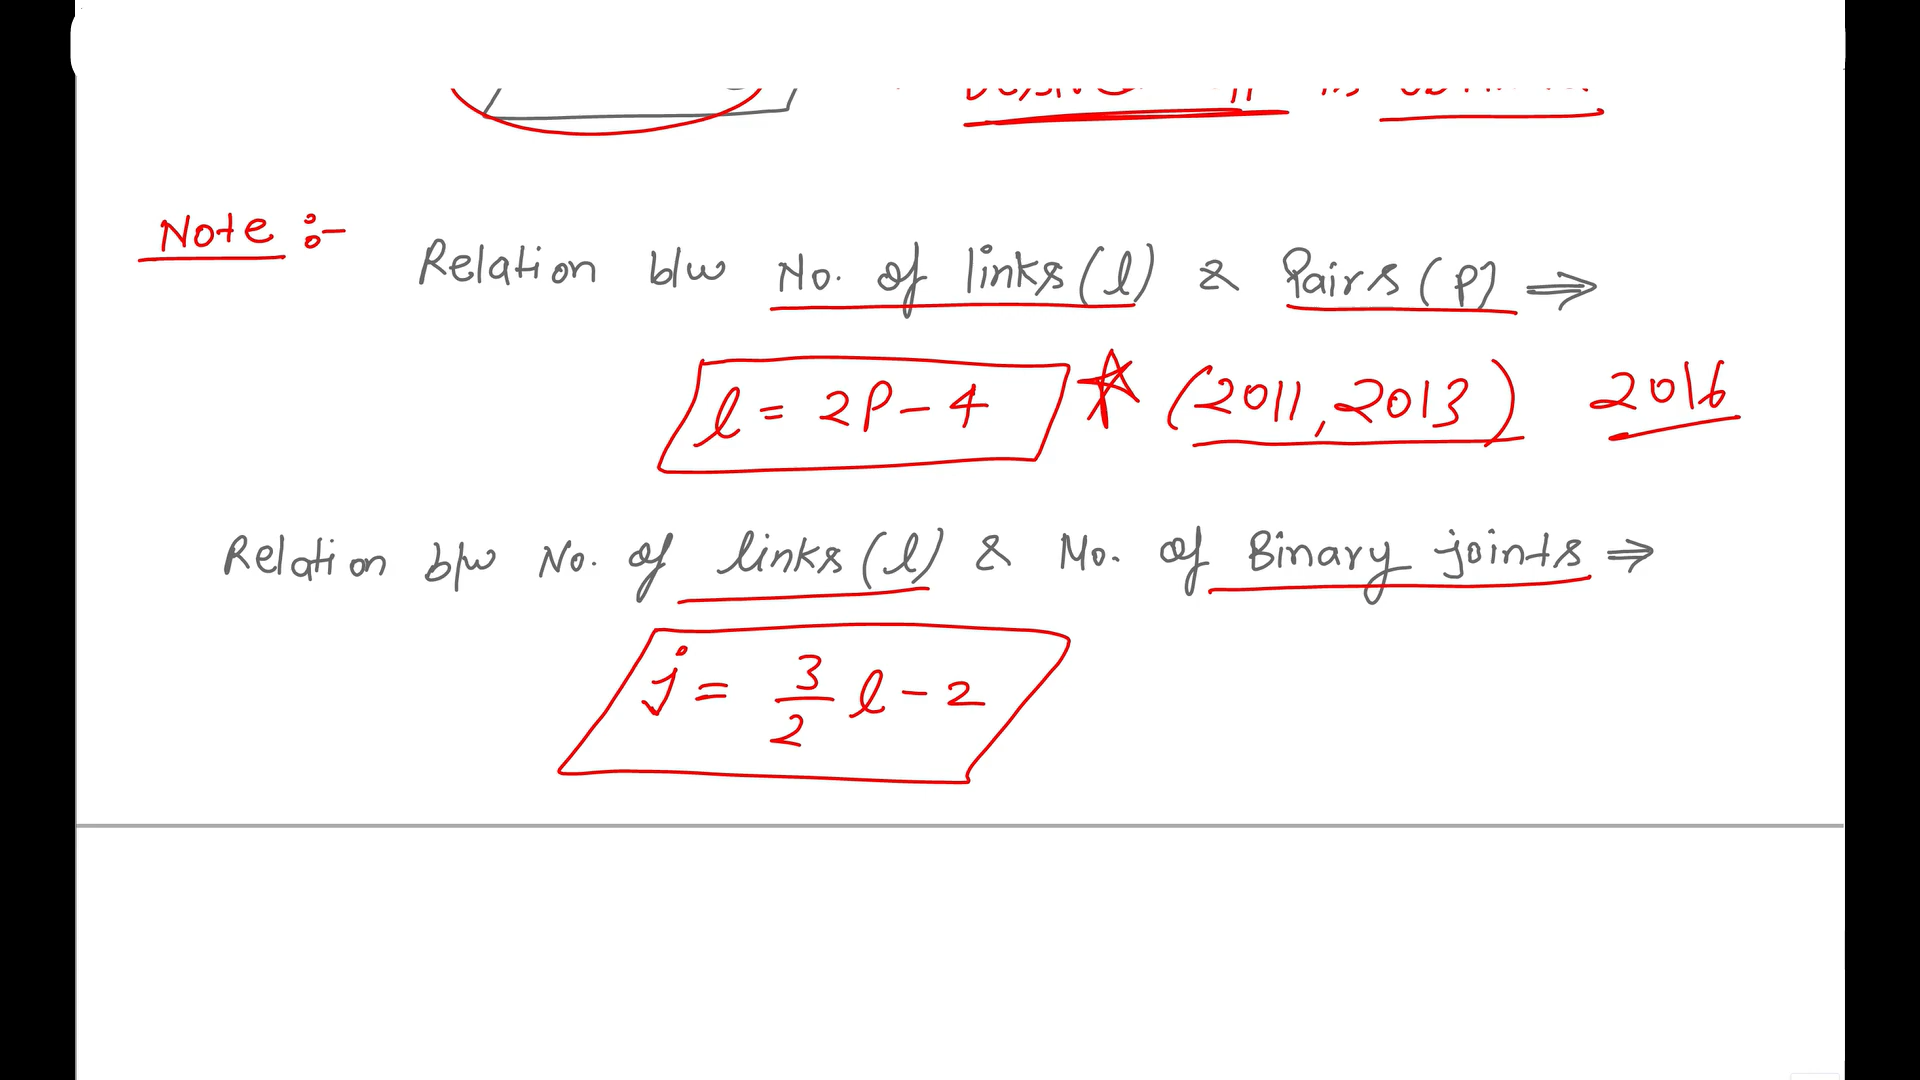 Note :-
Relation b/w No. of links (l) & Pairs (P) ⇒
l = 2P - 4 ☆ (2011, 2013) 2016
Relation b/w No. of links (l) & No. of Binary joints ⇒
j = 3/2 l - 2